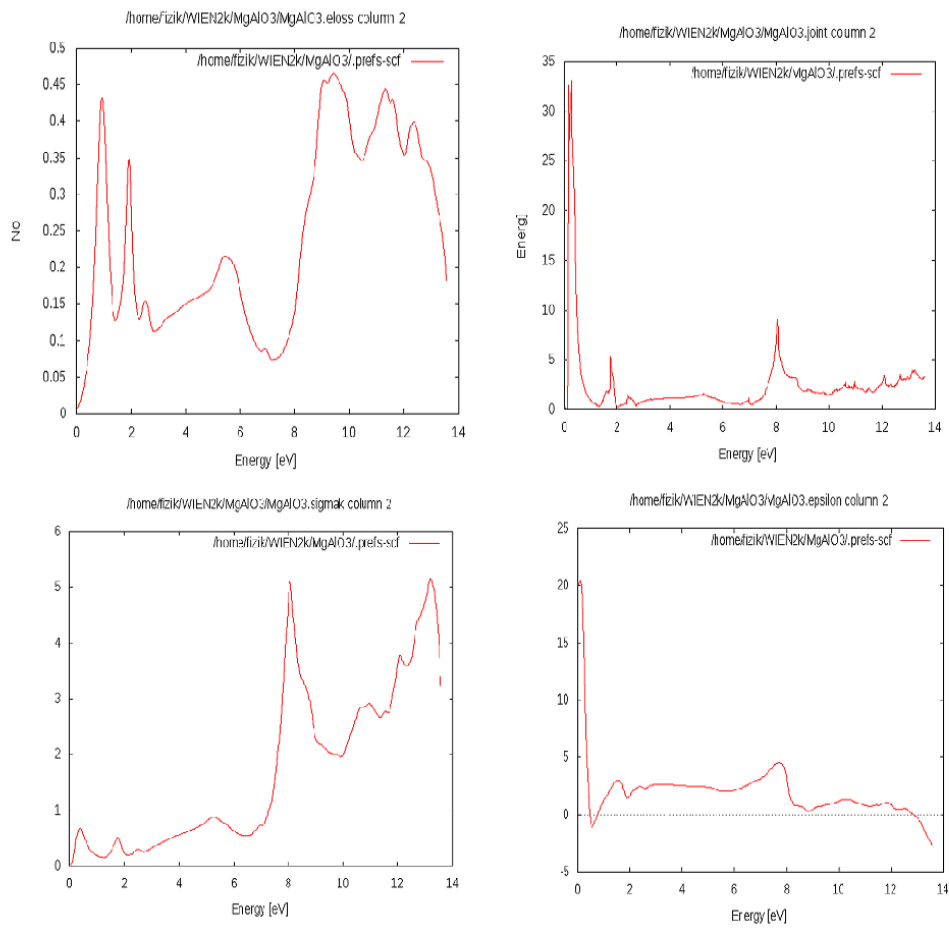 /home/fizik/WIEN2k/MgAlO3/MgAlO3.eloss column 2
/home/fizik/WIEN2k/MgAlO3/.prefs-scf
No
0.5
0.45
0.4
0.35
0.3
0.25
0.2
0.15
0.1
0.05
0
0 2 4 6 8 10 12 14
Energy [eV]
/home/fizik/WIEN2k/MgAlO3/MgAlO3.joint column 2
/home/fizik/WIEN2k/MgAlO3/.prefs-scf
Energ]
35
30
25
20
15
10
5
0
0 2 4 6 8 10 12 14
Energy [eV]
/home/fizik/WIEN2k/MgAlO3/MgAlO3.sigmak column 2
/home/fizik/WIEN2k/MgAlO3/.prefs-scf
6
5
4
3
2
1
0
0 2 4 6 8 10 12 14
Energy [eV]
/home/fizik/WIEN2k/MgAlO3/MgAlO3.epsilon column 2
/home/fizik/WIEN2k/MgAlO3/.prefs-scf
25
20
15
10
5
0
-5
0 2 4 6 8 10 12 14
Energy [eV]